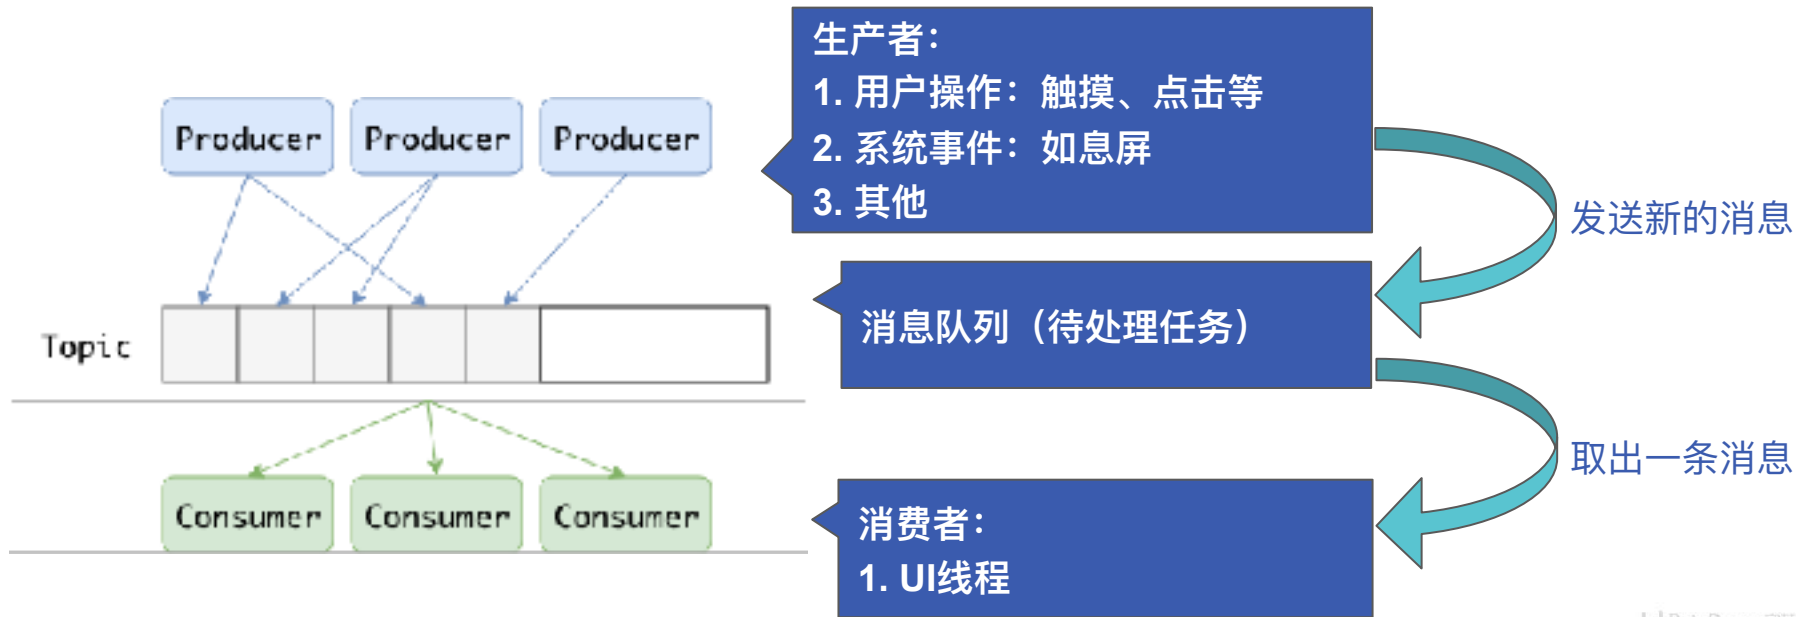 生产者：
1. 用户操作：触摸、点击等
2. 系统事件：如息屏
3. 其他
Producer
Producer
Producer
发送新的消息
消息队列（待处理任务）
Topic
取出一条消息
Consumer
Consumer
Consumer
消费者：
1. UI线程